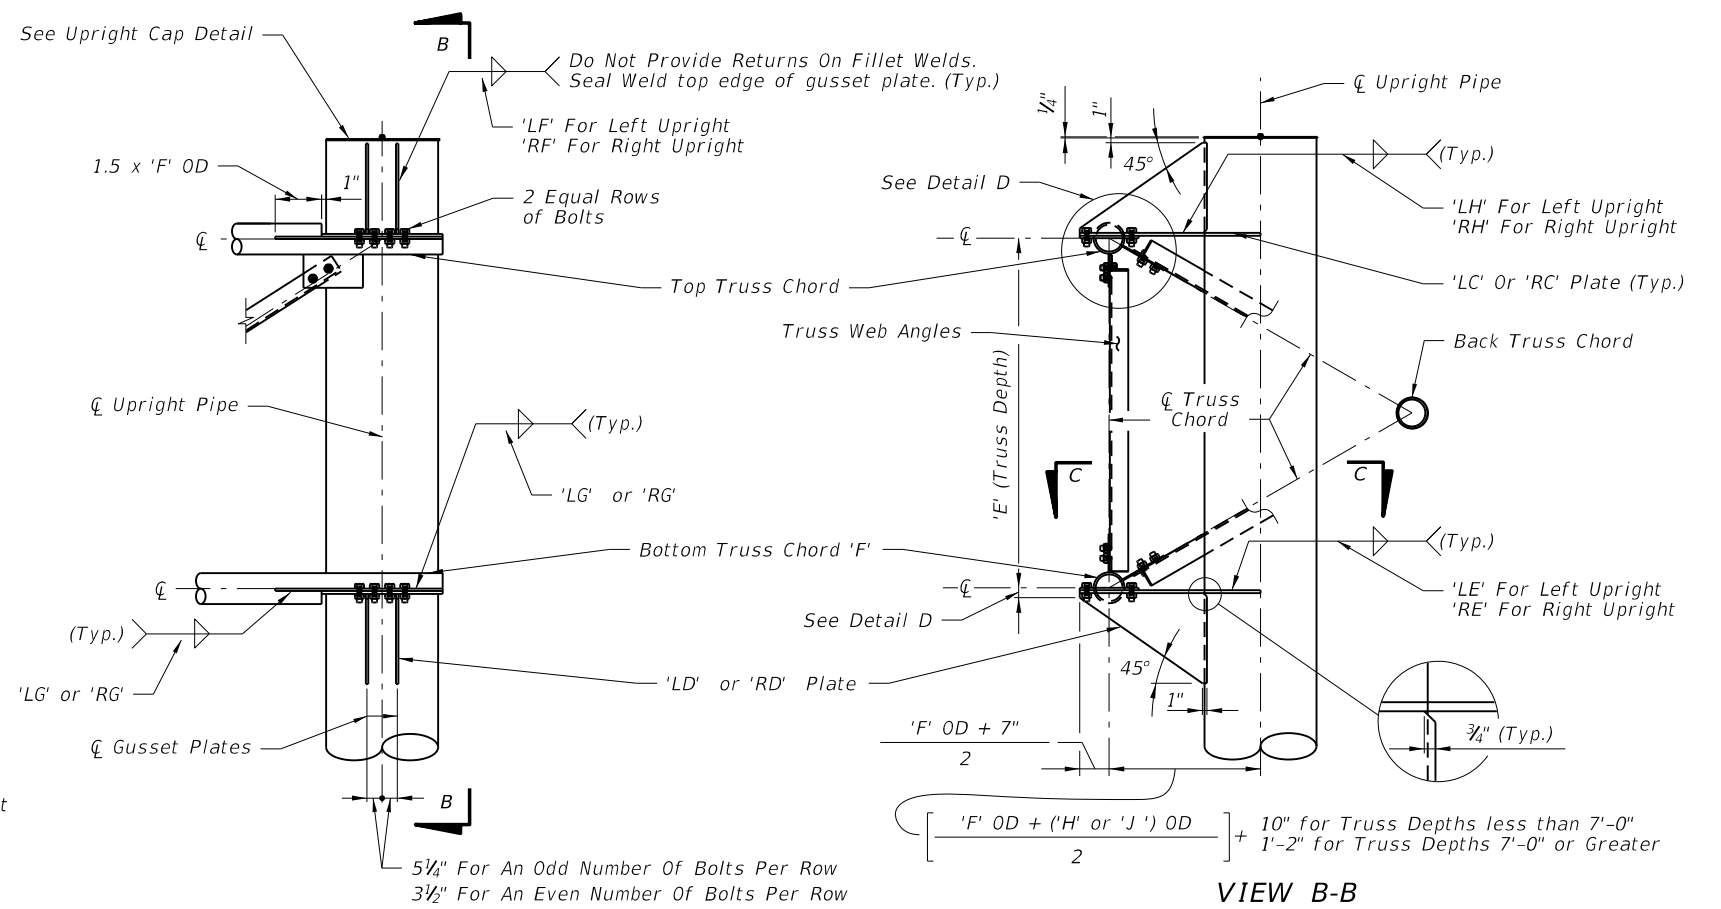 See Upright Cap Detail
B
Do Not Provide Returns On Fillet Welds.
Seal Weld top edge of gusset plate. (Typ.)
'LF' For Left Upright
'RF' For Right Upright
1.5 x 'F' OD
1"
2 Equal Rows
of Bolts
℄
Top Truss Chord
℄ Upright Pipe
(Typ.)
'LG' or 'RG'
Bottom Truss Chord 'F'
℄
(Typ.)
'LG' or 'RG'
'LD' or 'RD' Plate
℄ Gusset Plates
B
t
5¼" For An Odd Number Of Bolts Per Row
3½" For An Even Number Of Bolts Per Row
¼"
1"
45°
℄ Upright Pipe
(Typ.)
See Detail D
'LH' For Left Upright
'RH' For Right Upright
℄
'LC' Or 'RC' Plate (Typ.)
Truss Web Angles
Back Truss Chord
'E' (Truss Depth)
℄ Truss
Chord
C
C
(Typ.)
℄
'LE' For Left Upright
'RE' For Right Upright
See Detail D
45°
1"
'F' OD + 7"
2
¾" (Typ.)
'F' OD + ('H' or 'J ') OD
2
+ 10" for Truss Depths less than 7'-0"
1'-2" for Truss Depths 7'-0" or Greater
VIEW B-B